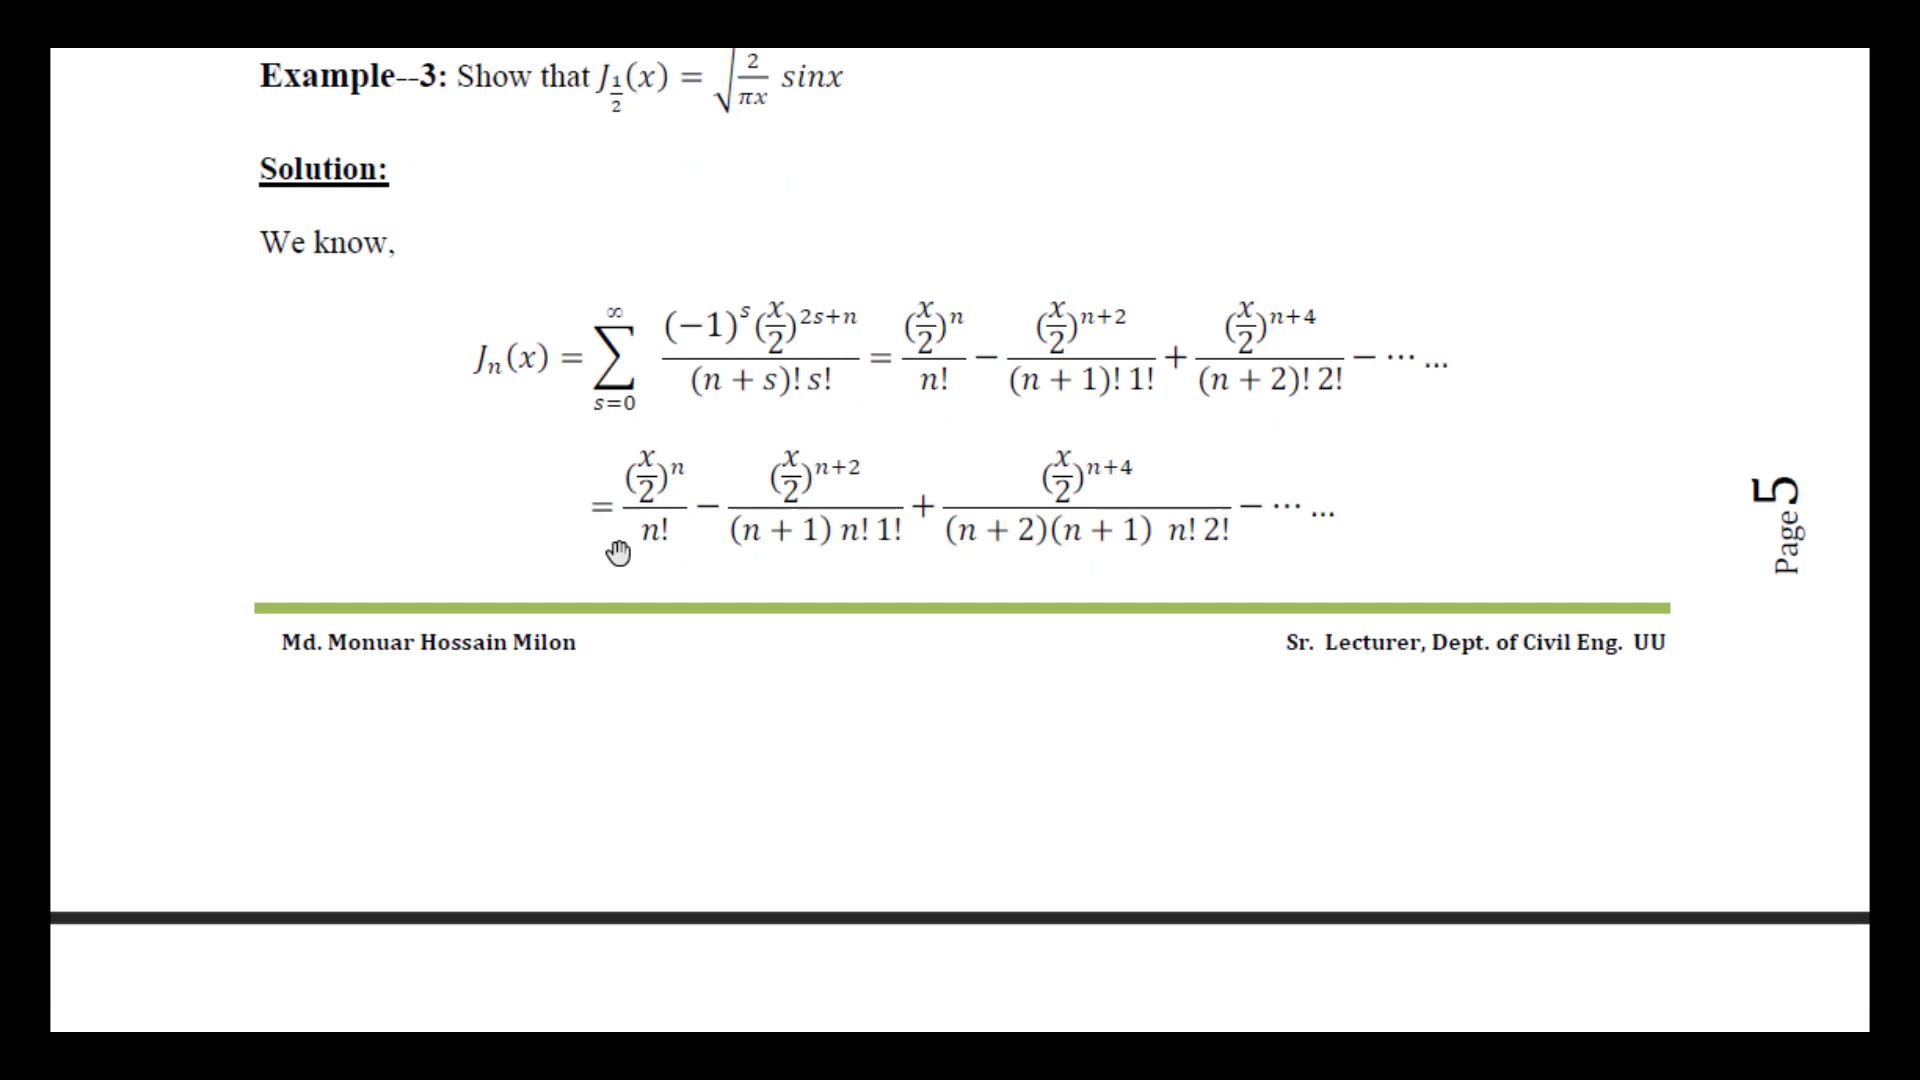 Example--3: Show that J_{1/2}(x) = √(2/πx) sinx
Solution:
We know,
J_n(x) = ∑_{s=0}^{∞} (−1)^s (x/2)^{2s+n} / (n + s)! s! = (x/2)^n / n! − (x/2)^{n+2} / (n + 1)! 1! + (x/2)^{n+4} / (n + 2)! 2! − ⋯ …
= (x/2)^n / n! − (x/2)^{n+2} / (n + 1) n! 1! + (x/2)^{n+4} / (n + 2)(n + 1) n! 2! − ⋯ …
Page 5
Md. Monuar Hossain Milon
Sr. Lecturer, Dept. of Civil Eng. UU